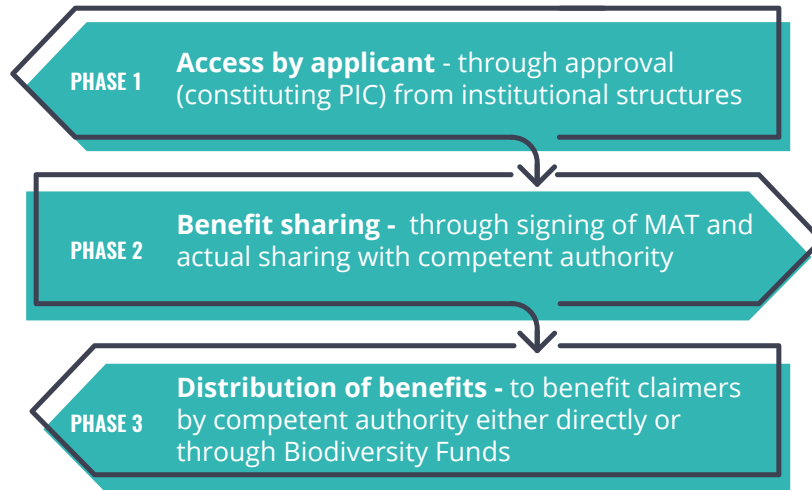 PHASE 1
Access by applicant - through approval
(constituting PIC) from institutional structures
PHASE 2
Benefit sharing - through signing of MAT and
actual sharing with competent authority
PHASE 3
Distribution of benefits - to benefit claimers
by competent authority either directly or
through Biodiversity Funds